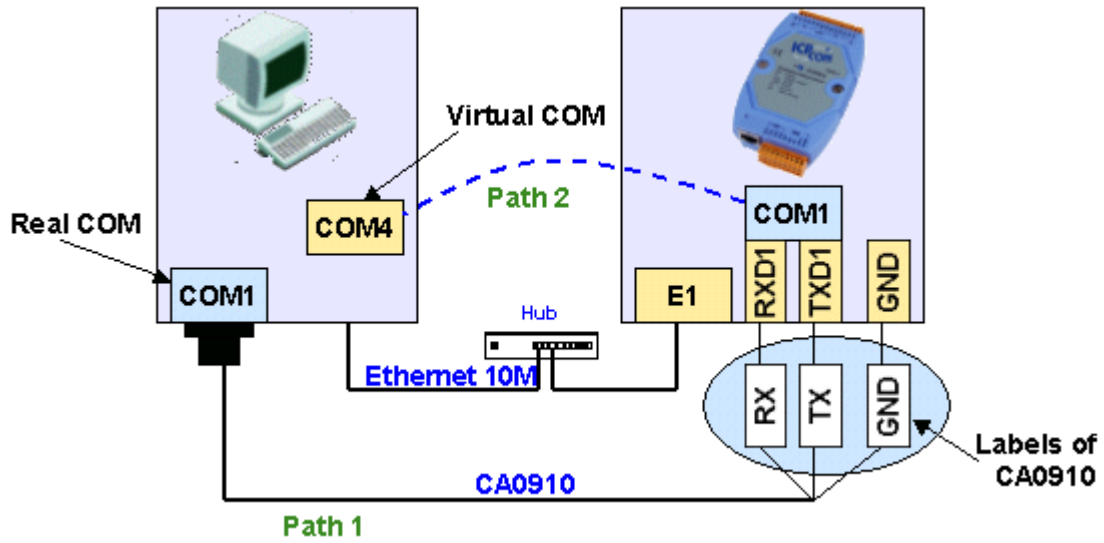 Virtual COM
Path 2
Real COM
COM4
COM1
COM1
RXD1
TXD1
GND
E1
Hub
Ethernet 10M
RX
TX
GND
Labels of
CA0910
CA0910
Path 1